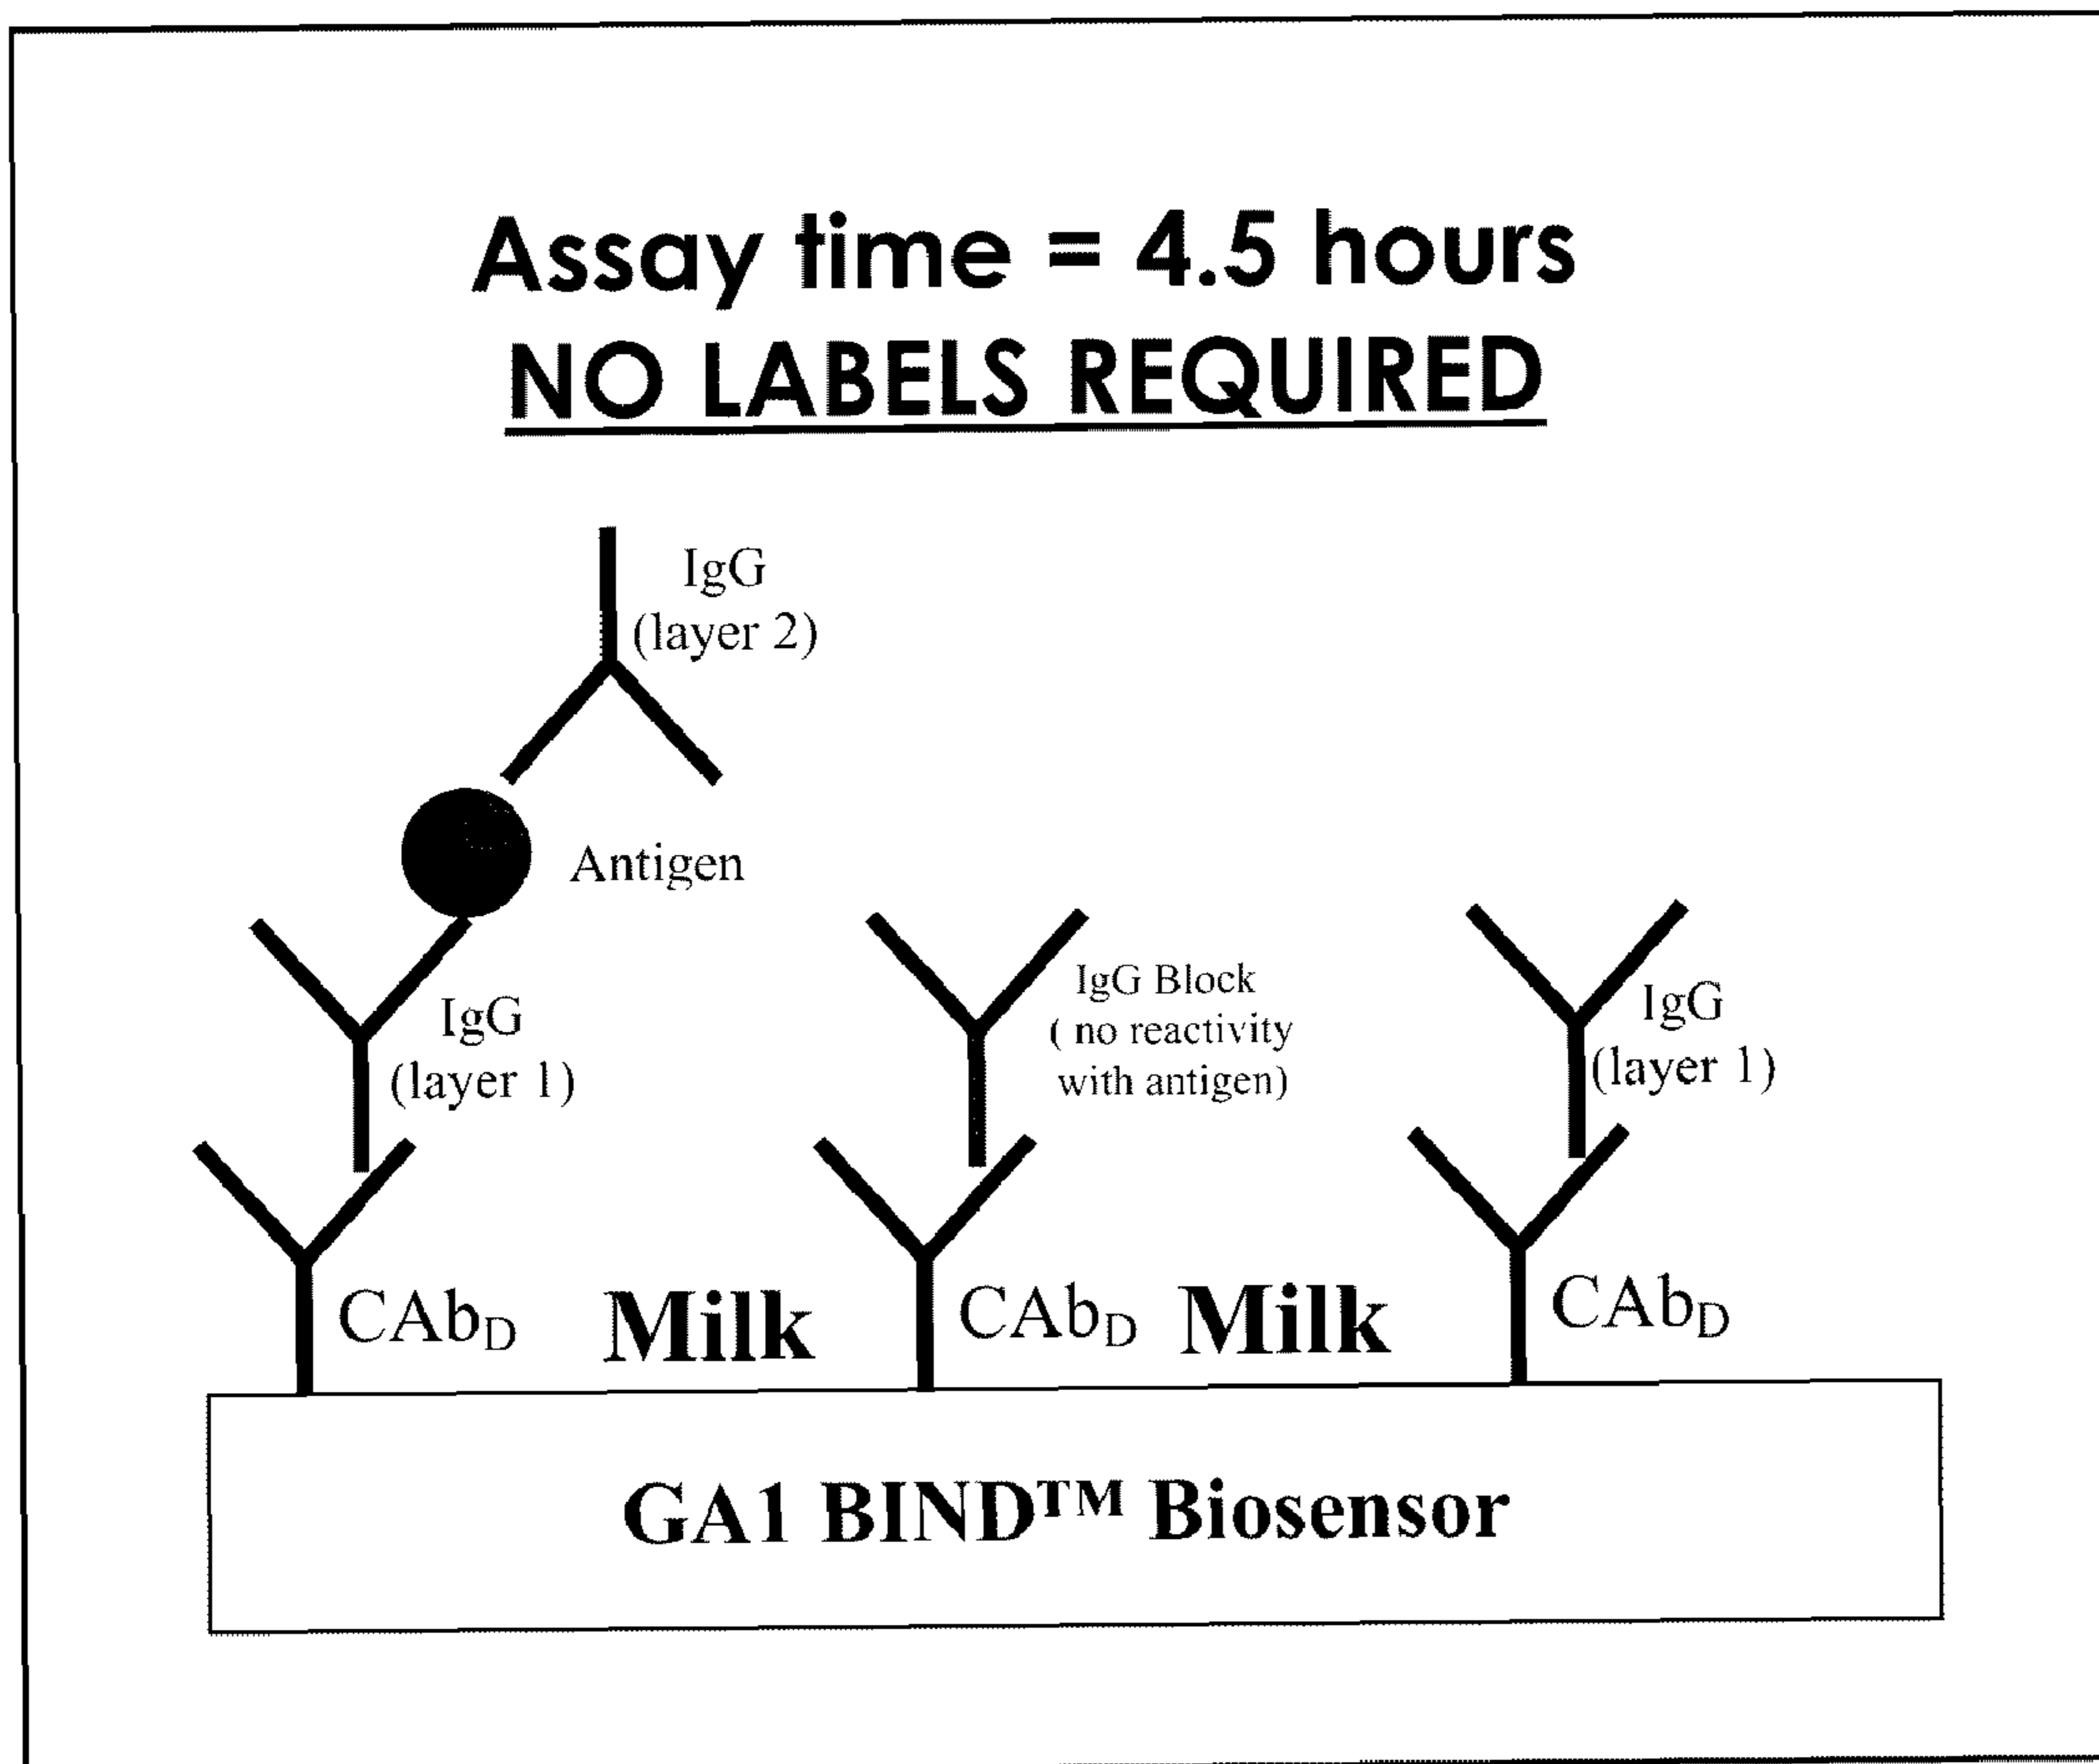 Assay time = 4.5 hours
NO LABELS REQUIRED
IgG
(layer 2)
Antigen
IgG
(layer 1)
IgG Block
( no reactivity
with antigen)
IgG
(layer 1)
CAbD
Milk
CAbD
Milk
CAbD
GA1 BIND™ Biosensor